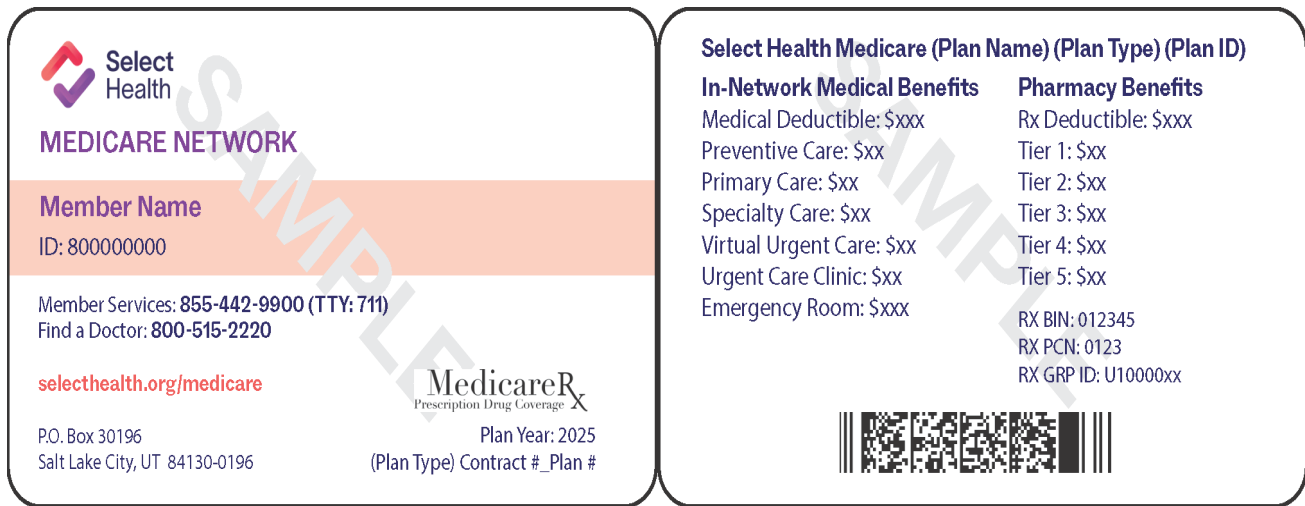 Select
Health
MEDICARE NETWORK
Member Name
ID: 800000000
Member Services: 855-442-9900 (TTY: 711)
Find a Doctor: 800-515-2220
selecthealth.org/medicare
MedicareRx
Prescription Drug Coverage
P.O. Box 30196
Salt Lake City, UT 84130-0196
Plan Year: 2025
(Plan Type) Contract #_Plan #
SAMPLE
Select Health Medicare (Plan Name) (Plan Type) (Plan ID)
In-Network Medical Benefits
Medical Deductible: $xxx
Preventive Care: $xx
Primary Care: $xx
Specialty Care: $xx
Virtual Urgent Care: $xx
Urgent Care Clinic: $xx
Emergency Room: $xxx
Pharmacy Benefits
Rx Deductible: $xxx
Tier 1: $xx
Tier 2: $xx
Tier 3: $xx
Tier 4: $xx
Tier 5: $xx
RX BIN: 012345
RX PCN: 0123
RX GRP ID: U10000xx
SAMPLE